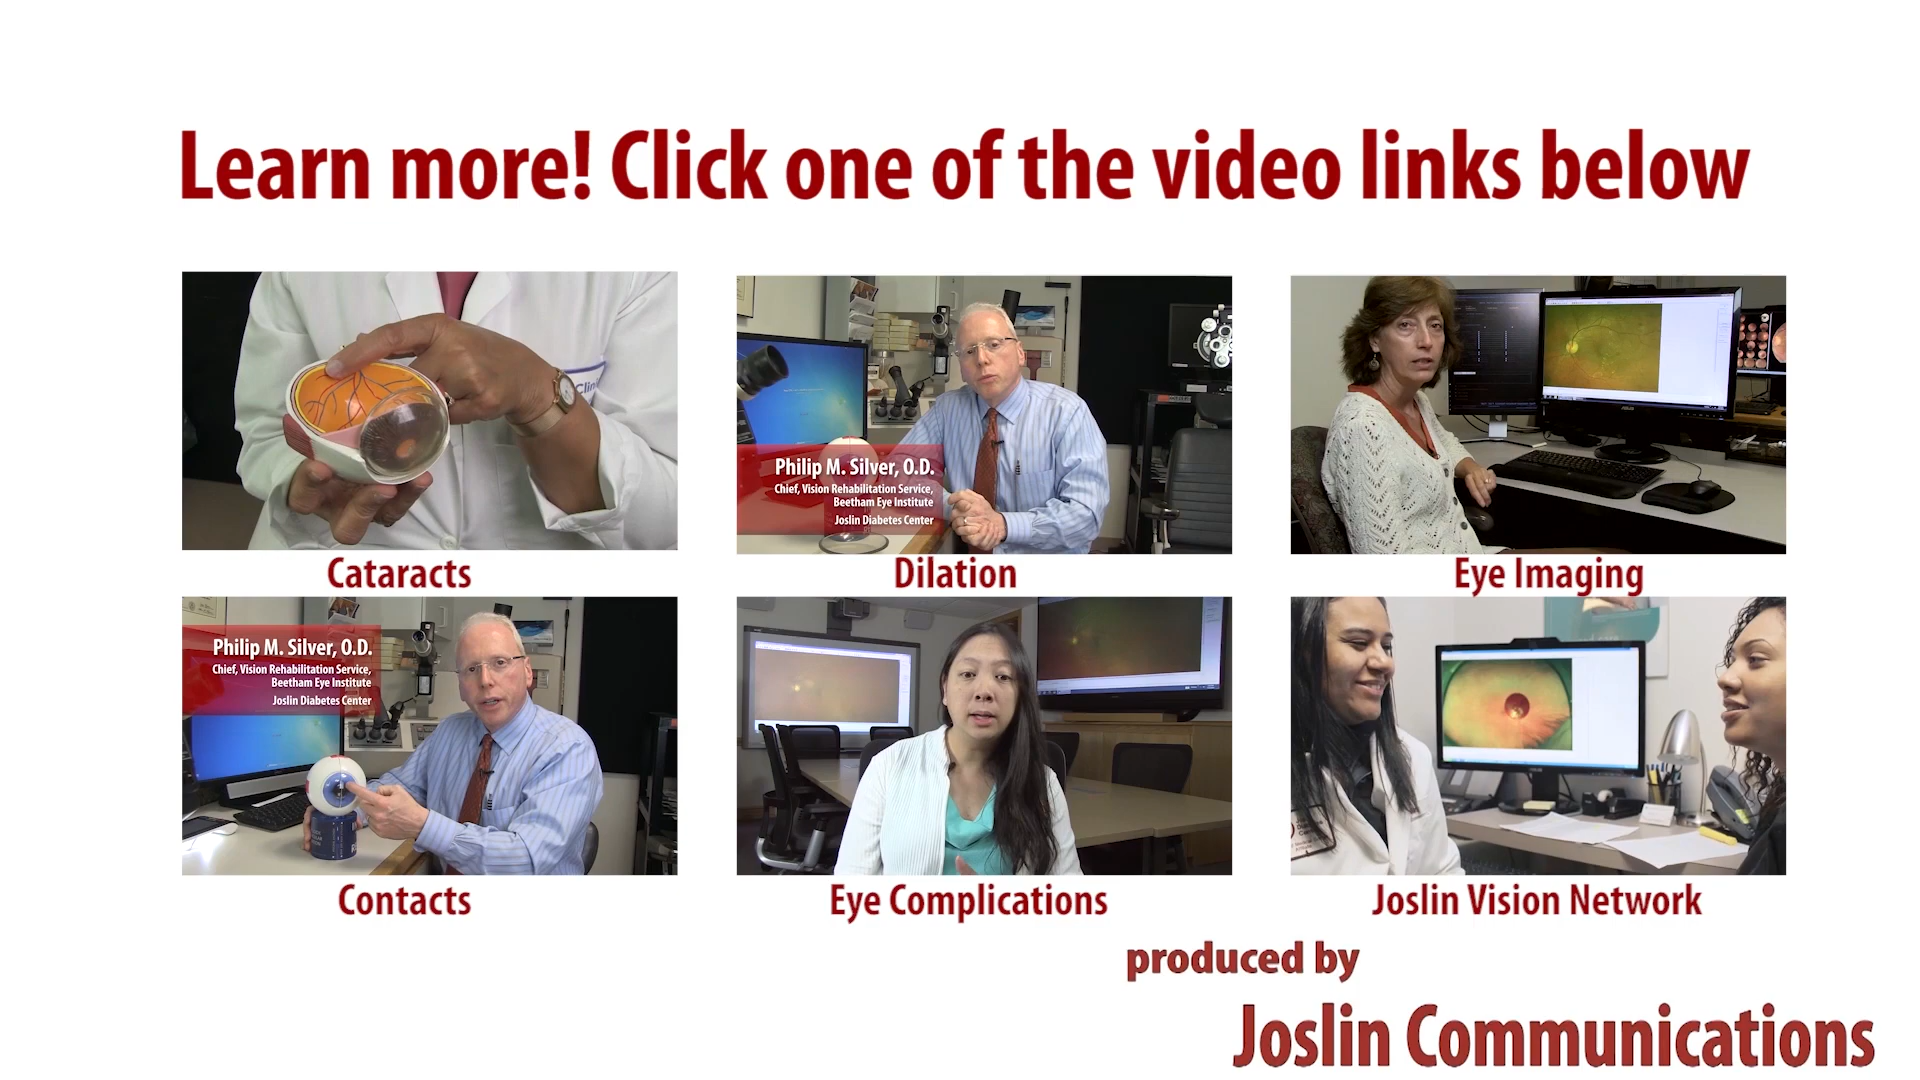 Learn more! Click one of the video links below
Clin
Philip M. Silver, O.D.
Chief, Vision Rehabilitation Service,
Beetham Eye Institute
Joslin Diabetes Center
Cataracts
Dilation
Eye Imaging
Philip M. Silver, O.D.
Chief, Vision Rehabilitation Service,
Beetham Eye Institute
Joslin Diabetes Center
Contacts
Eye Complications
Joslin Vision Network
produced by
Joslin Communications